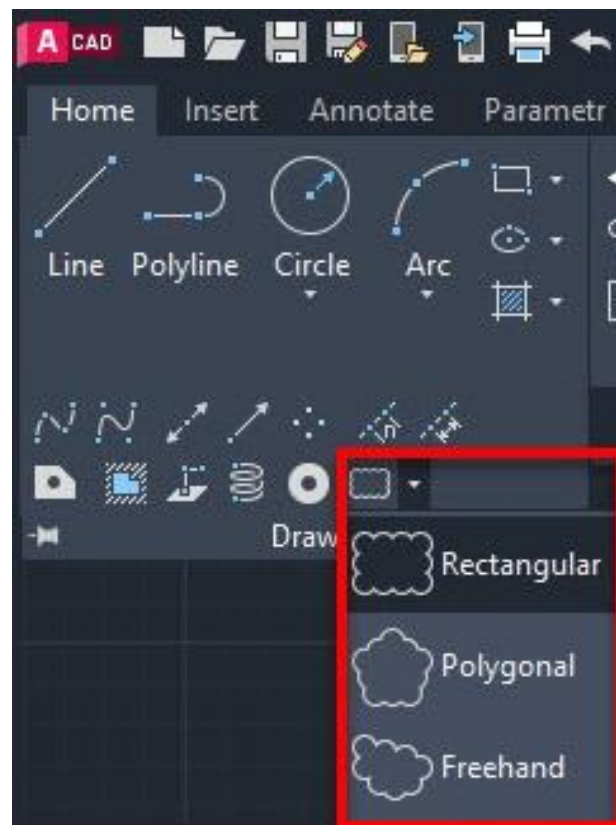 A CAD
Home Insert Annotate Parametr
Line Polyline Circle Arc
Draw
Rectangular
Polygonal
Freehand